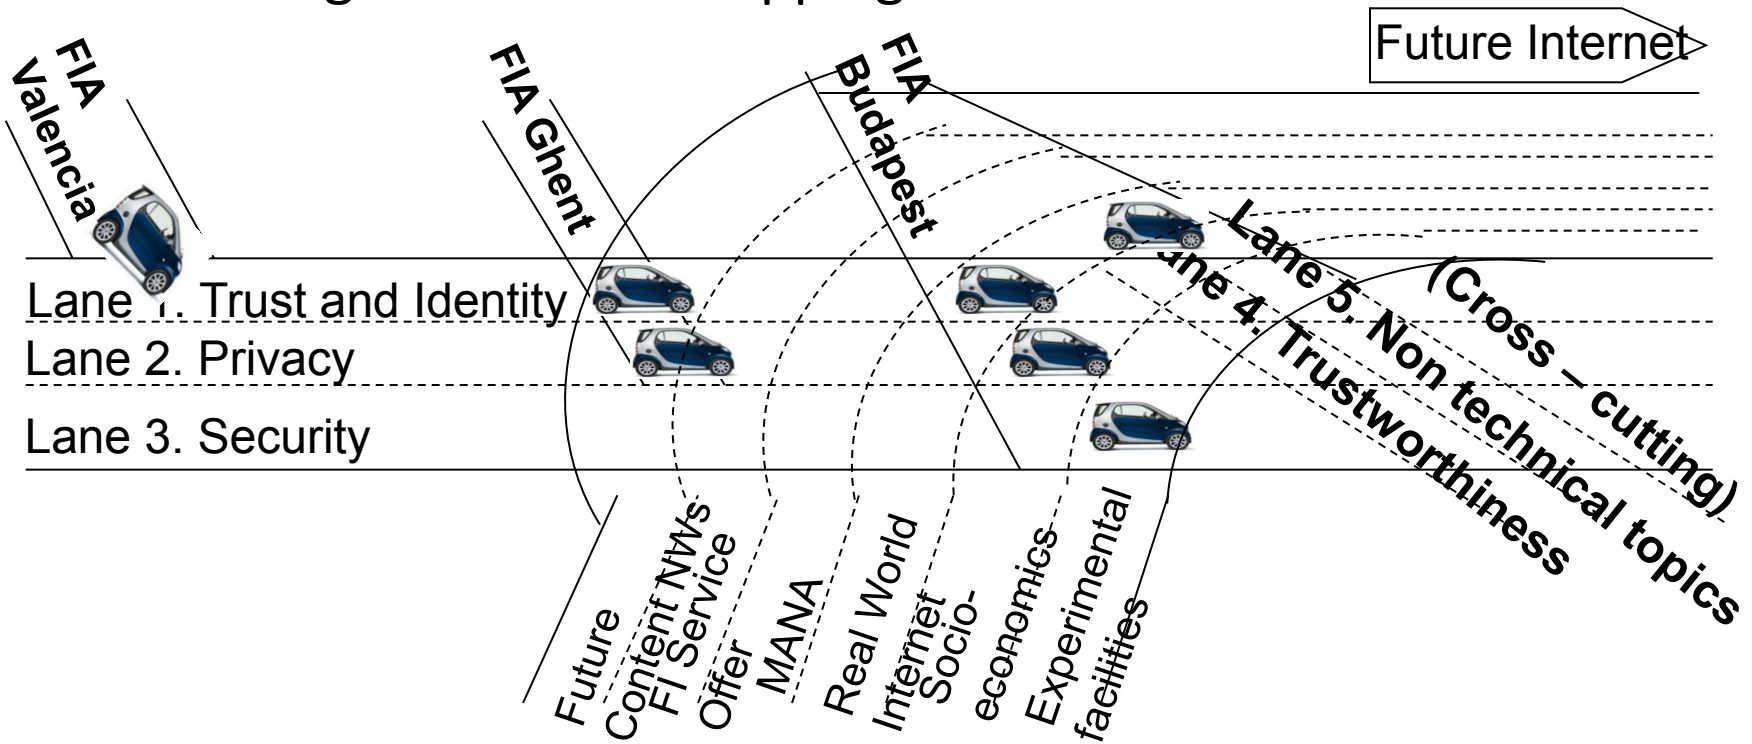 Future Internet
FIA
Valencia
FIA Ghent
FIA
Budapest
Lane 1. Trust and Identity
Lane 2. Privacy
Lane 3. Security
Lane 4. Trustworthiness
Lane 5. Non technical topics
(Cross – cutting)
Future
Content NWs
FI Service
Offer
MANA
Real World
Internet
Socio-
economics
Experimental
facilities